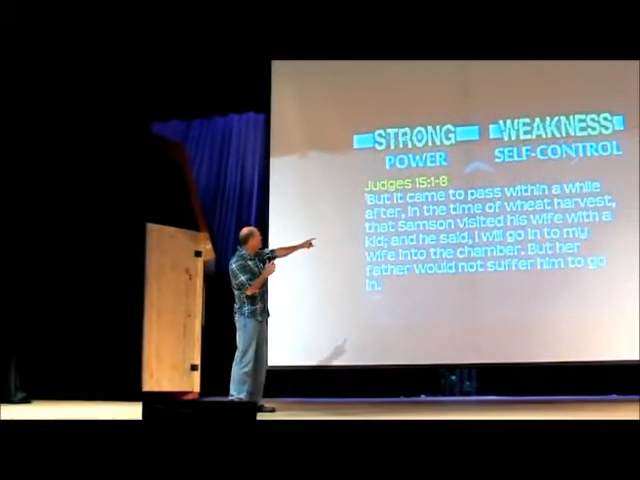 STRONG WEAKNESS
POWER SELF-CONTROL
Judges 15:1-8
"But it came to pass within a while
after, in the time of wheat harvest,
that Samson visited his wife with a
kid; and he said, I will go in to my
wife into the chamber. But her
father would not suffer him to go
in.